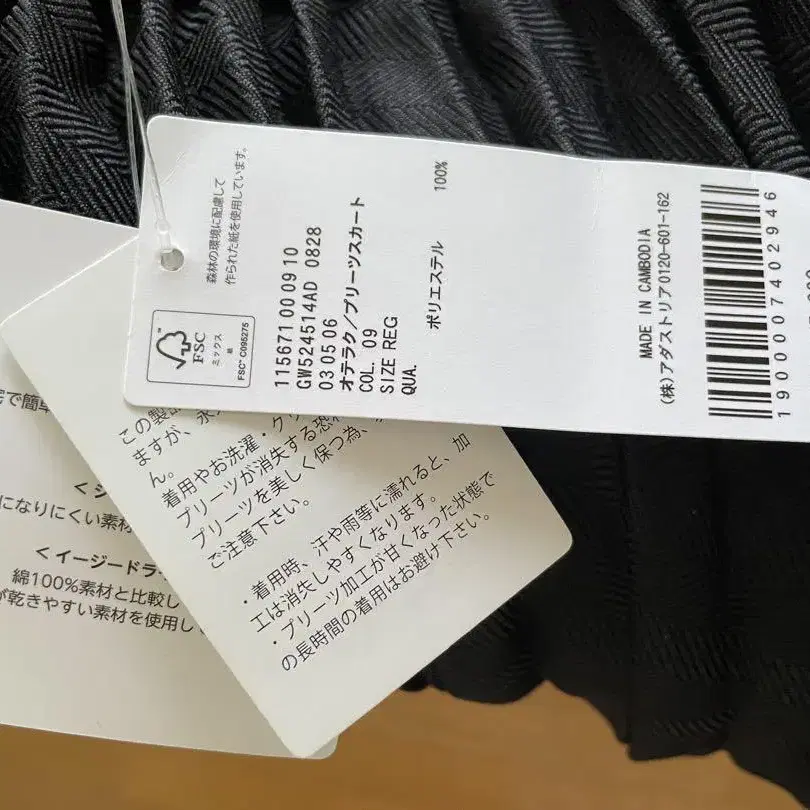 森林の環境に配慮して
作られた紙を使用しています。
FSC
ミックス
紙
FSC™ C095275
115671 00 09 10
GW524514AD 0828
03 05 06
オテラク/プリーツスカート
COL. 09
SIZE REG
QUA.
ポリエステル 100%
MADE IN CAMBODIA
(株)アダストリア0120-601-162
1900007402946
この製
ますが、永
ん。
着用やお洗濯・ク
プリーツが消失する恐
プリーツを美しく保つ為、
ご注意下さい。
・着用時、汗や雨等に濡れると、加
工は消失しやすくなります。
・プリーツ加工が甘くなった状態で
の長時間の着用はお避け下さい。
で簡単
になりにくい素材
<イージードラ
綿100%素材と比較し
が乾きやすい素材を使用して